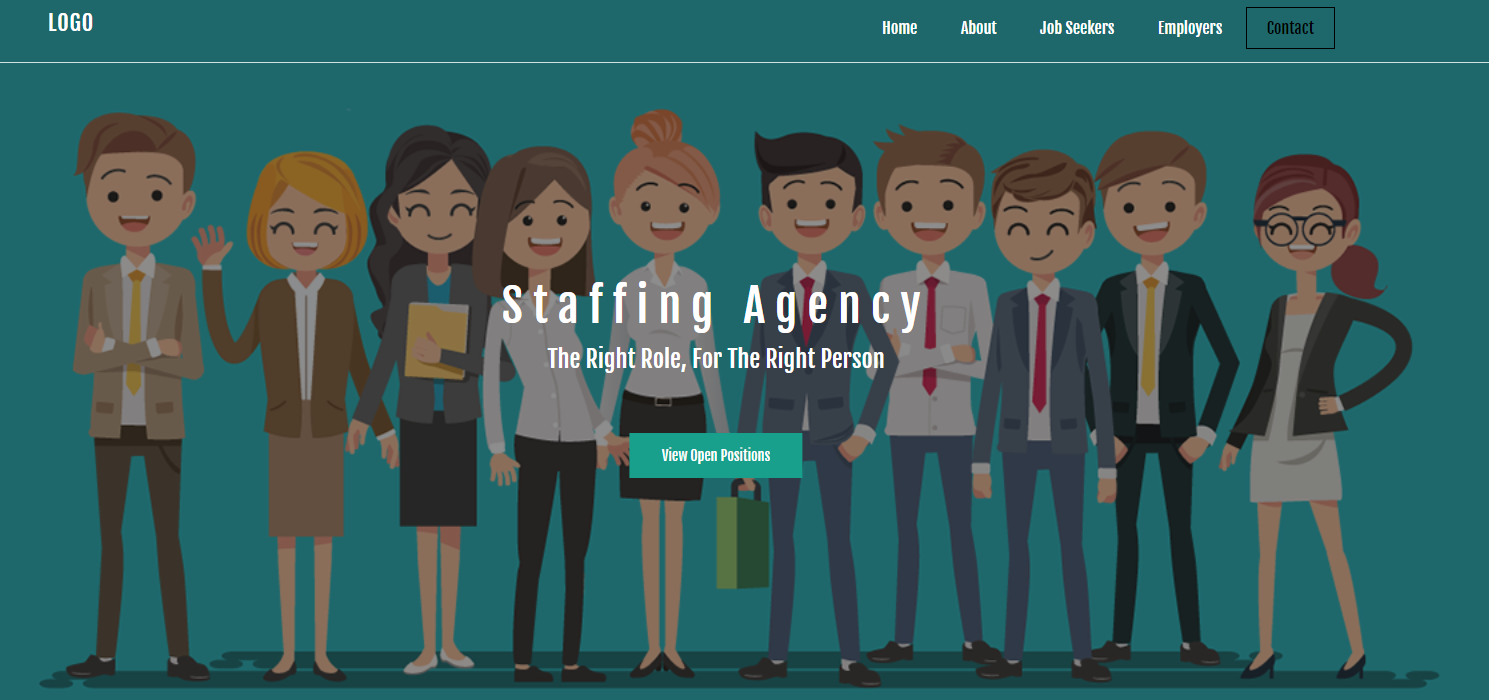 LOGO
Home About Job Seekers Employers Contact
Staffing Agency
The Right Role, For The Right Person
View Open Positions